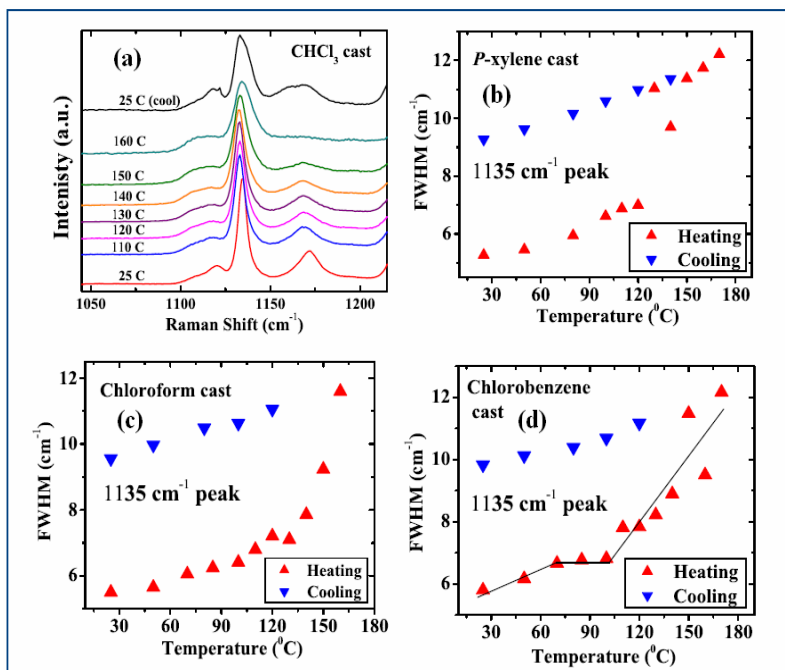 (a)
CHCl3 cast
25 C (cool)
160 C
150 C
140 C
130 C
120 C
110 C
25 C
Intenisty (a.u.)
1050 1100 1150 1200
Raman Shift (cm-1)
P-xylene cast
(b)
1135 cm-1 peak
Heating
Cooling
FWHM (cm-1)
12
10
8
6
30 60 90 120 150 180
Temperature (0C)
Chloroform cast
(c)
1135 cm-1 peak
Heating
Cooling
FWHM (cm-1)
12
10
8
6
30 60 90 120 150 180
Temperature (0C)
Chlorobenzene
cast
(d)
1135 cm-1 peak
Heating
Cooling
FWHM (cm-1)
12
10
8
6
30 60 90 120 150 180
Temperature (0C)